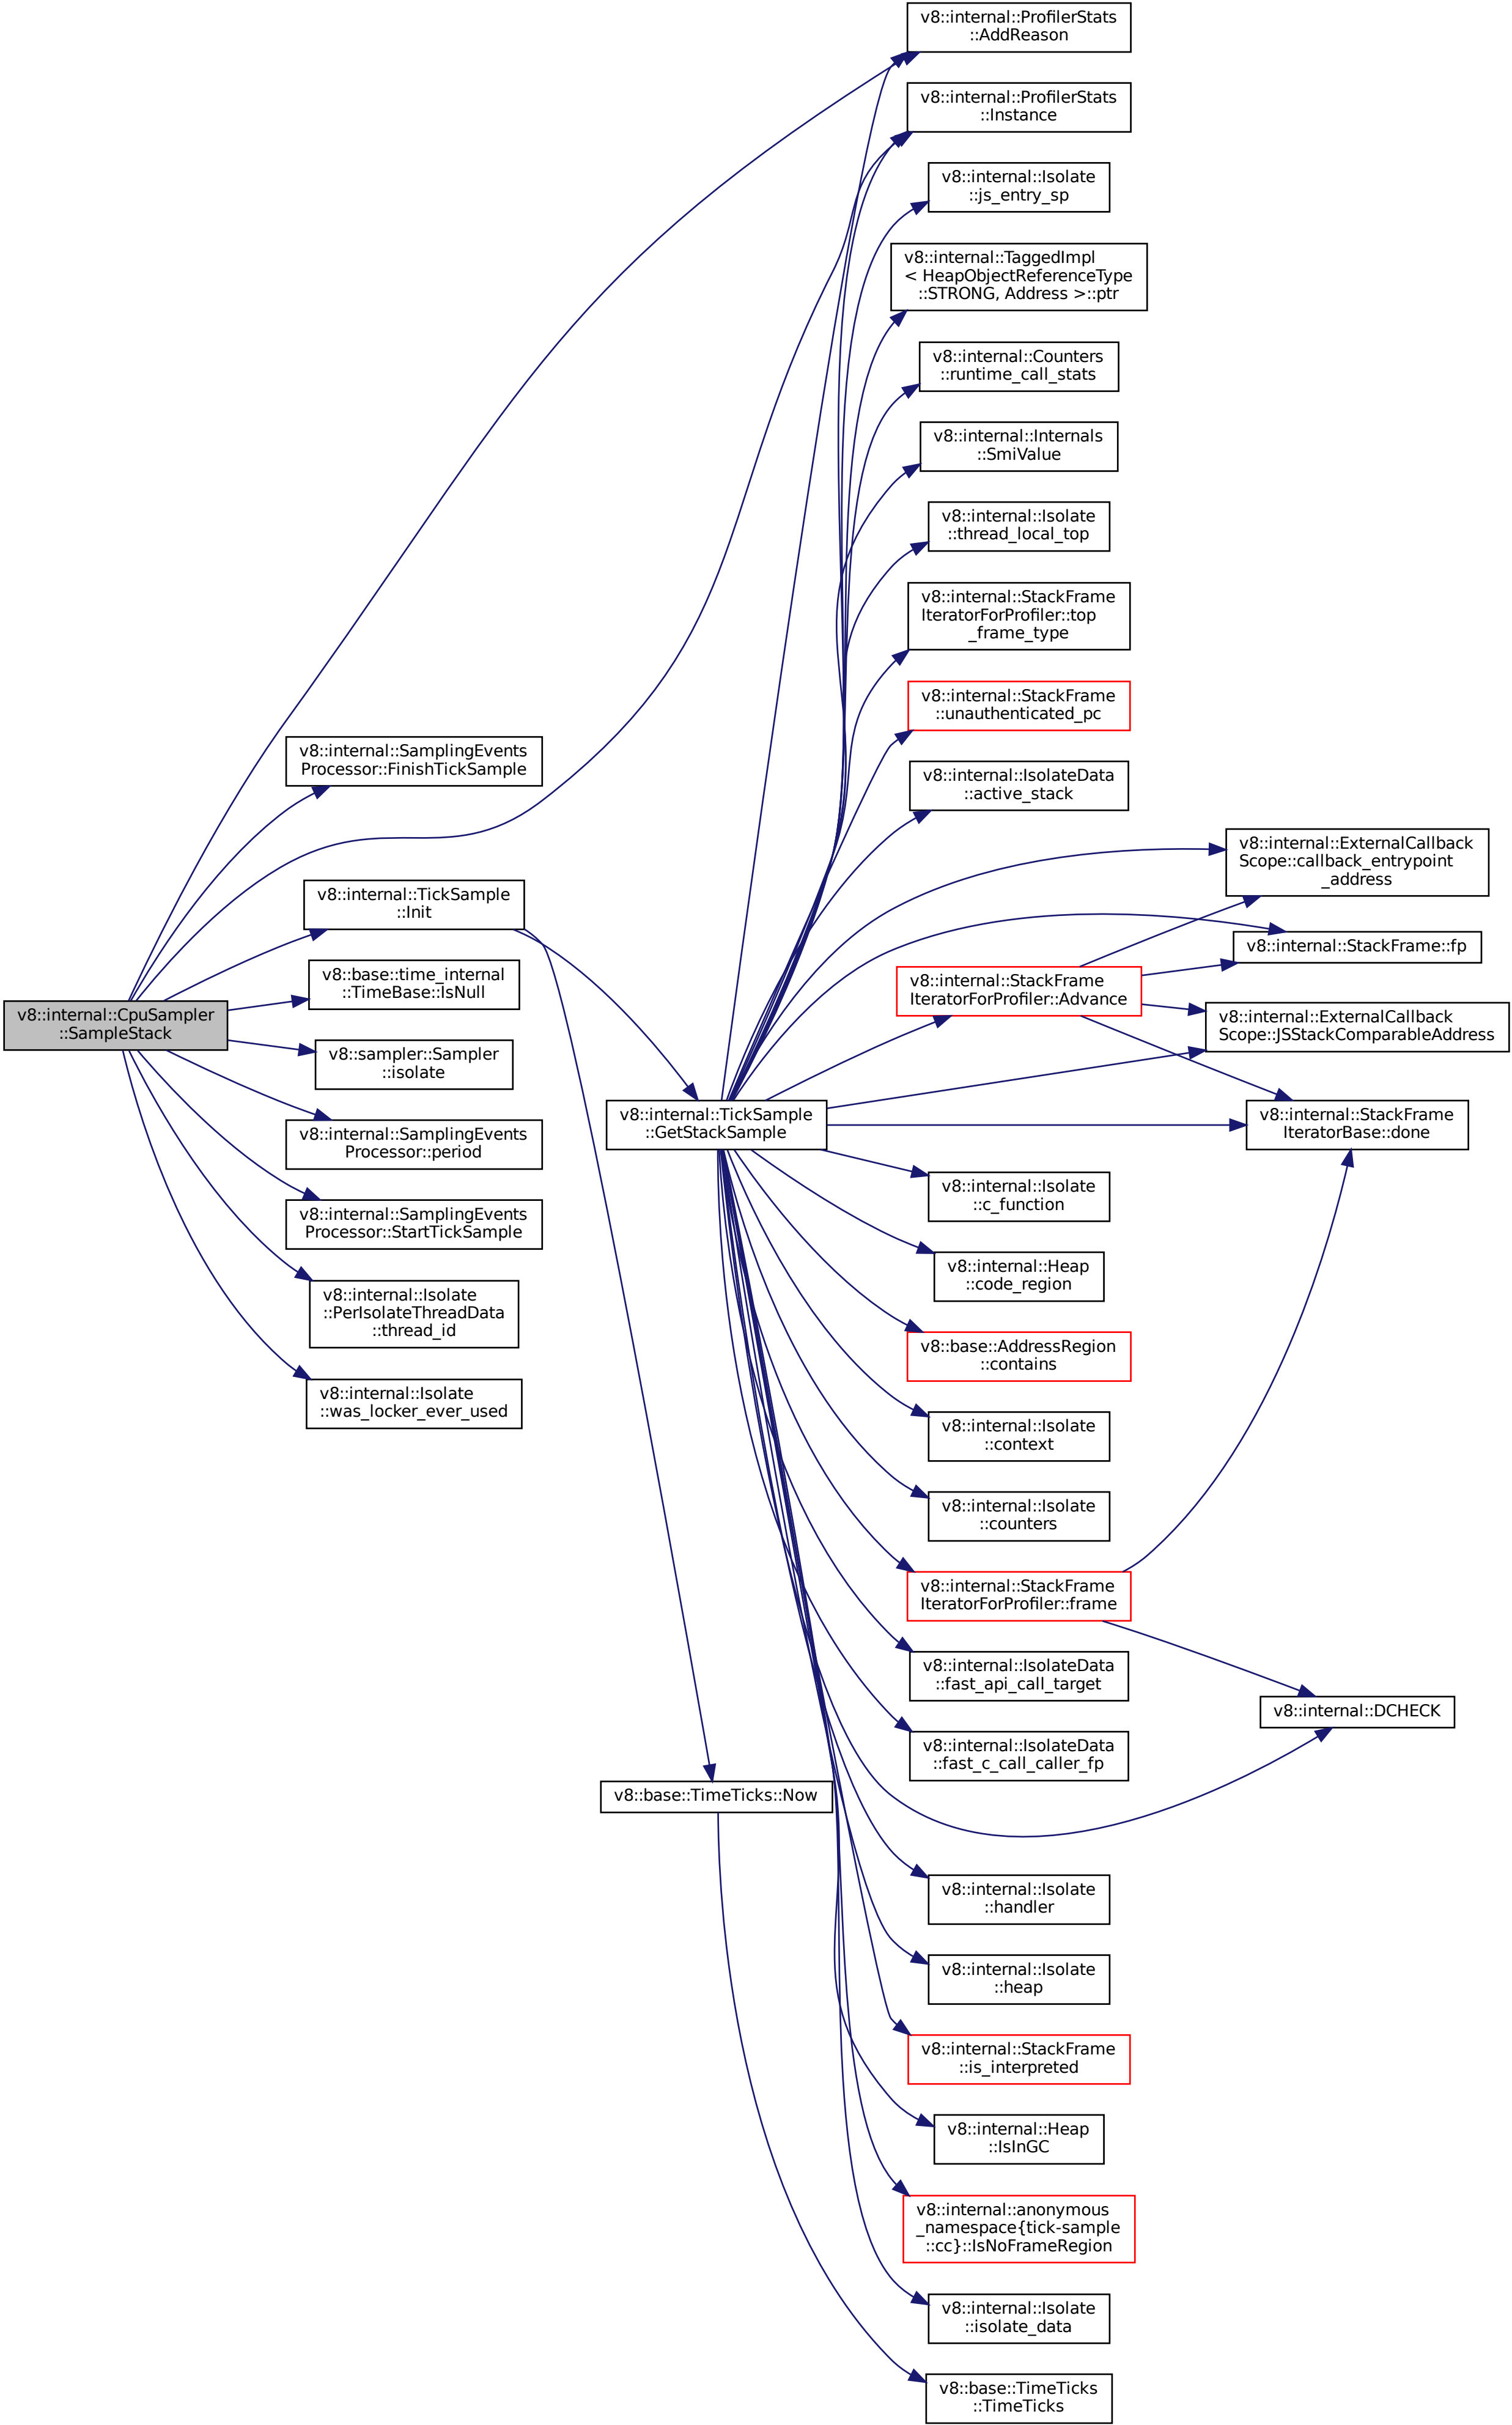 v8::internal::CpuSampler
::SampleStack
v8::internal::SamplingEvents
Processor::FinishTickSample
v8::internal::TickSample
::Init
v8::base::time_internal
::TimeBase::IsNull
v8::sampler::Sampler
::isolate
v8::internal::SamplingEvents
Processor::period
v8::internal::SamplingEvents
Processor::StartTickSample
v8::internal::Isolate
::PerIsolateThreadData
::thread_id
v8::internal::Isolate
::was_locker_ever_used
v8::internal::TickSample
::GetStackSample
v8::base::TimeTicks::Now
v8::internal::ProfilerStats
::AddReason
v8::internal::ProfilerStats
::Instance
v8::internal::Isolate
::js_entry_sp
v8::internal::TaggedImpl
< HeapObjectReferenceType
::STRONG, Address >::ptr
v8::internal::Counters
::runtime_call_stats
v8::internal::Internals
::SmiValue
v8::internal::Isolate
::thread_local_top
v8::internal::StackFrame
IteratorForProfiler::top
_frame_type
v8::internal::StackFrame
::unauthenticated_pc
v8::internal::IsolateData
::active_stack
v8::internal::StackFrame
IteratorForProfiler::Advance
v8::internal::Isolate
::c_function
v8::internal::Heap
::code_region
v8::base::AddressRegion
::contains
v8::internal::Isolate
::context
v8::internal::Isolate
::counters
v8::internal::StackFrame
IteratorForProfiler::frame
v8::internal::IsolateData
::fast_api_call_target
v8::internal::IsolateData
::fast_c_call_caller_fp
v8::internal::Isolate
::handler
v8::internal::Isolate
::heap
v8::internal::StackFrame
::is_interpreted
v8::internal::Heap
::IsInGC
v8::internal::anonymous
_namespace{tick-sample
::cc}::IsNoFrameRegion
v8::internal::Isolate
::isolate_data
v8::base::TimeTicks
::TimeTicks
v8::internal::ExternalCallback
Scope::callback_entrypoint
_address
v8::internal::StackFrame::fp
v8::internal::ExternalCallback
Scope::JSStackComparableAddress
v8::internal::StackFrame
IteratorBase::done
v8::internal::DCHECK